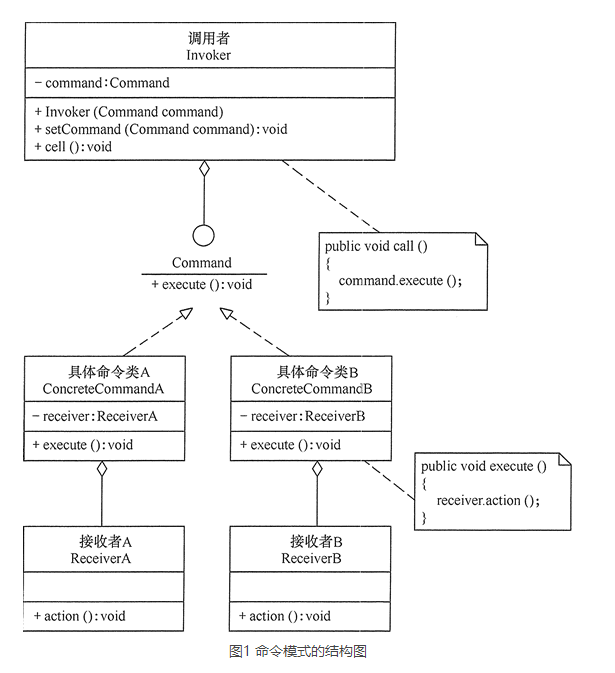 调用者
Invoker
- command:Command
+ Invoker (Command command)
+ setCommand (Command command):void
+ cell ():void
public void call ()
{
command.execute ();
}
Command
+ execute ():void
具体命令类A
ConcreteCommandA
- receiver:ReceiverA
+ execute ():void
具体命令类B
ConcreteCommandB
- receiver:ReceiverB
+ execute ():void
public void execute ()
{
receiver.action ();
}
接收者A
ReceiverA
+ action ():void
接收者B
ReceiverB
+ action ():void
图1 命令模式的结构图